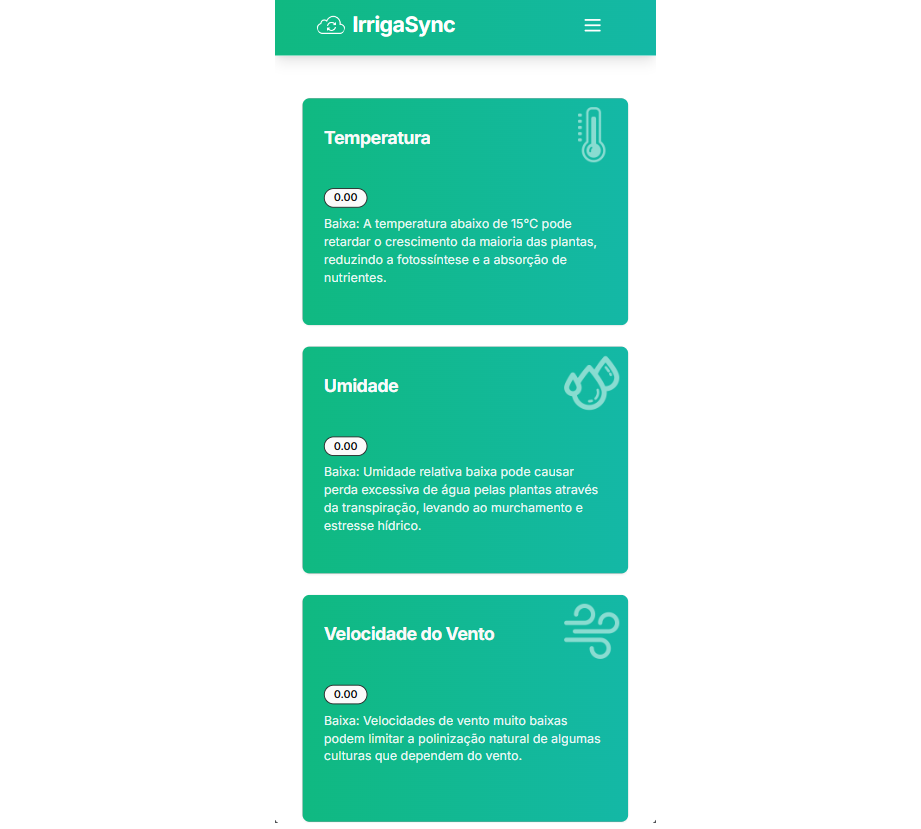 IrrigaSync
Temperatura
0.00
Baixa: A temperatura abaixo de 15°C pode
retardar o crescimento da maioria das plantas,
reduzindo a fotossíntese e a absorção de
nutrientes.
Umidade
0.00
Baixa: Umidade relativa baixa pode causar
perda excessiva de água pelas plantas através
da transpiração, levando ao murchamento e
estresse hídrico.
Velocidade do Vento
0.00
Baixa: Velocidades de vento muito baixas
podem limitar a polinização natural de algumas
culturas que dependem do vento.